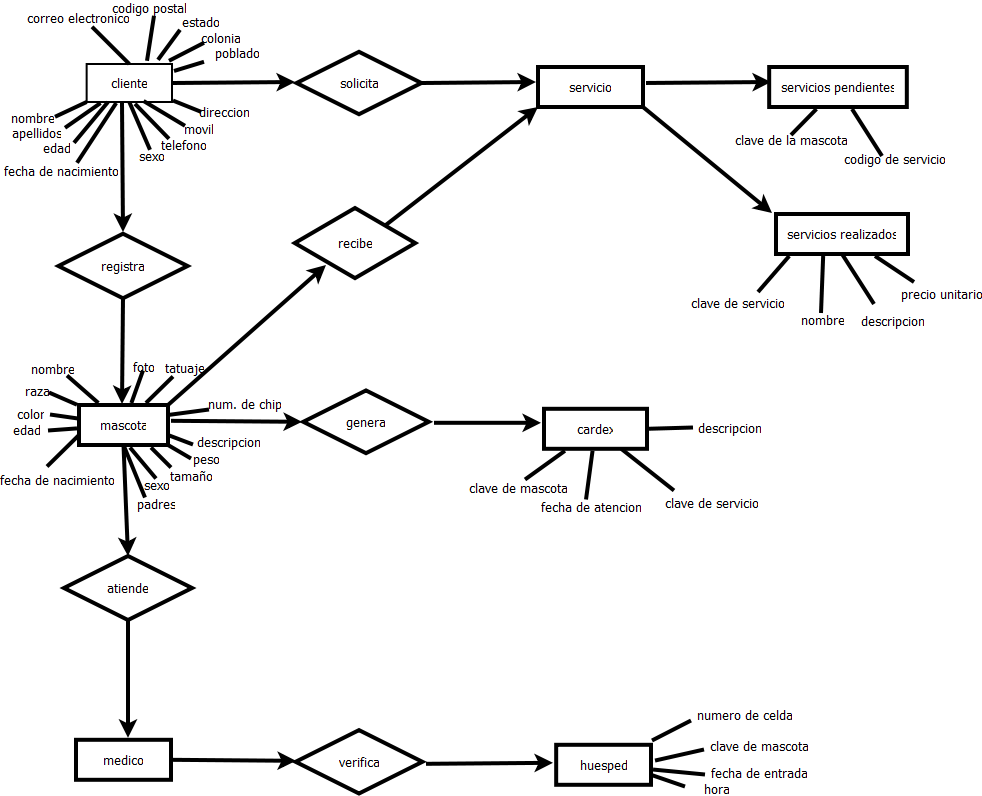 codigo postal
correo electronico
estado
colonia
poblado
cliente
solicita
servicio
servicios pendientes
nombre
direccion
apellidos
movil
edad
telefono
sexo
fecha de nacimiento
clave de la mascota
codigo de servicio
registra
recibe
servicios realizados
clave de servicio
nombre
descripcion
precio unitario
nombre
foto
tatuaje
raza
num. de chip
color
edad
mascota
genera
cardex
descripcion
descripcion
peso
tamaño
fecha de nacimiento
sexo
padres
clave de mascota
fecha de atencion
clave de servicio
atiende
numero de celda
clave de mascota
medico
verifica
huesped
fecha de entrada
hora